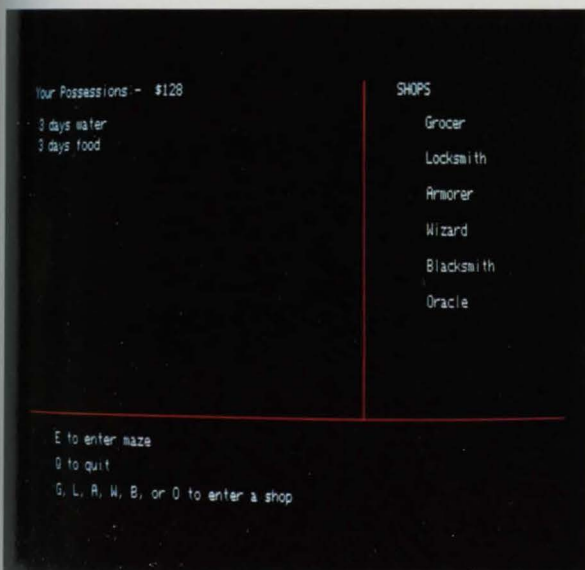 Your Possessions - $128
3 days water
3 days food
SHOPS
Grocer
Locksmith
Armorer
Wizard
Blacksmith
Oracle
E to enter maze
Q to quit
G, L, A, W, B, or O to enter a shop